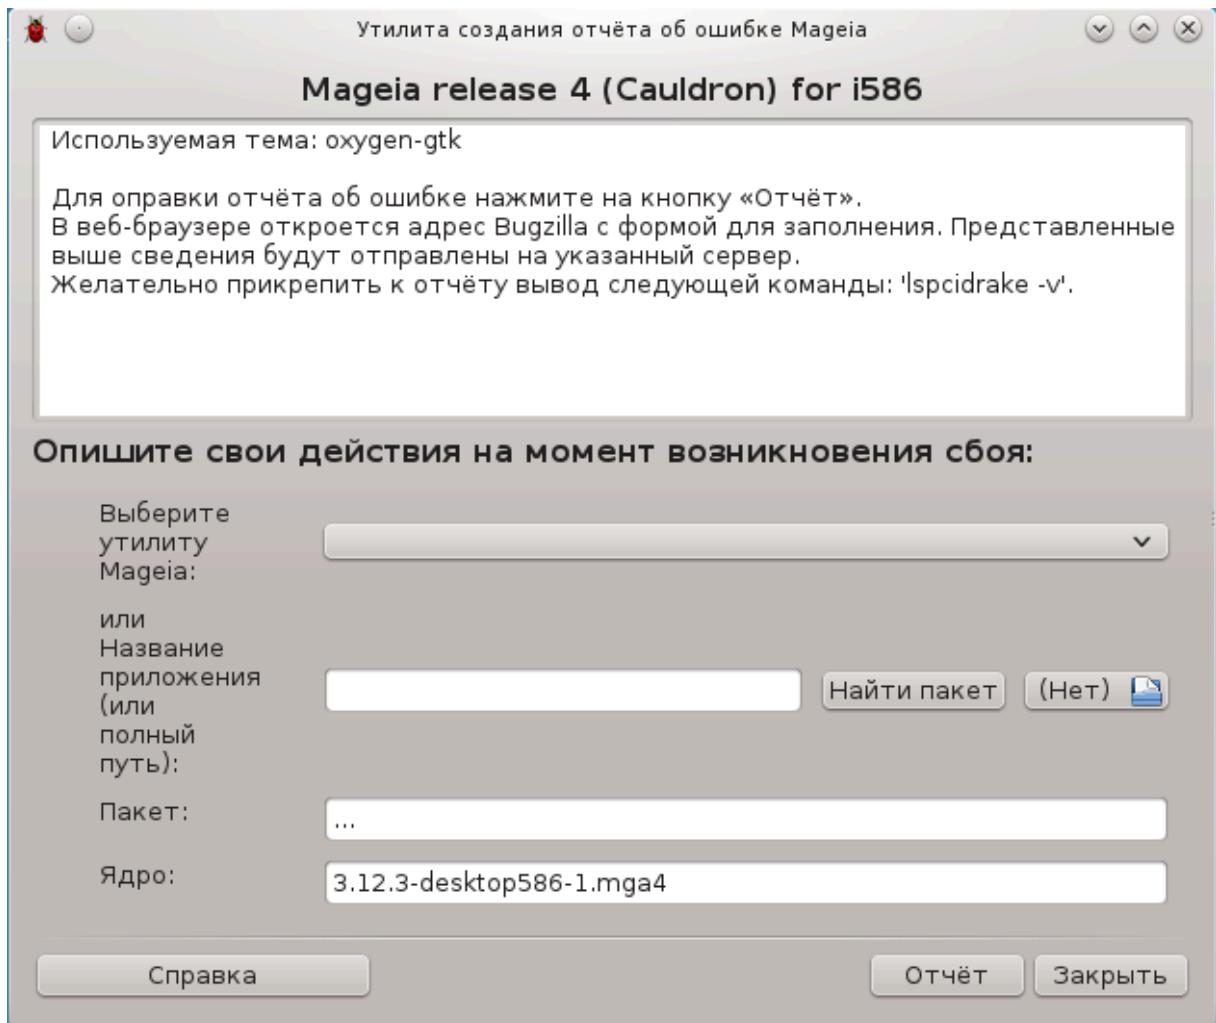 Утилита создания отчёта об ошибке Mageia
Mageia release 4 (Cauldron) for i586
Используемая тема: oxygen-gtk
Для оправки отчёта об ошибке нажмите на кнопку «Отчёт».
В веб-браузере откроется адрес Bugzilla с формой для заполнения. Представленные
выше сведения будут отправлены на указанный сервер.
Желательно прикрепить к отчёту вывод следующей команды: 'lspcidrake -v'.
Опишите свои действия на момент возникновения сбоя:
Выберите
утилиту
Mageia:
или
Название
приложения
(или
полный
путь):
Найти пакет
(Нет)
Пакет:
...
Ядро:
3.12.3-desktop586-1.mga4
Справка
Отчёт
Закрыть